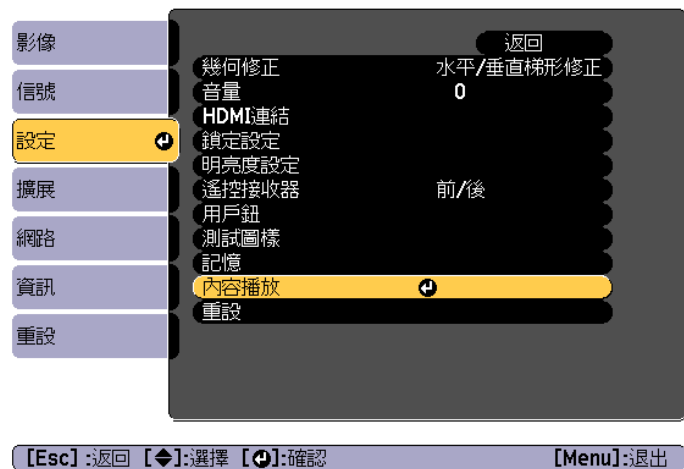 影像
信號
設定
擴展
網路
資訊
重設
返回
幾何修正 水平/垂直梯形修正
音量 0
HDMI連結
鎖定設定
明亮度設定
遙控接收器 前/後
用戶鈕
測試圖樣
記憶
內容播放
重設
[Esc] :返回 [◆]:選擇 [⏎]:確認 [Menu]:退出